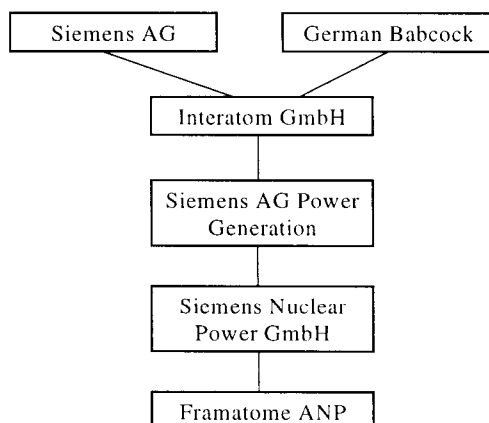 Siemens AG
German Babcock
Interatom GmbH
Siemens AG Power
Generation
Siemens Nuclear
Power GmbH
Framatome ANP